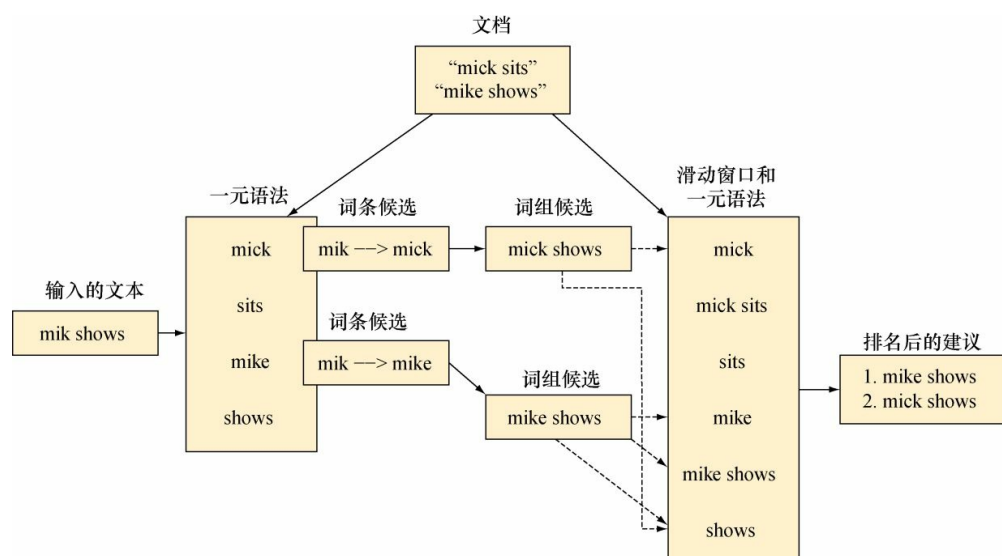 文档
“mick sits”
“mike shows”
滑动窗口和
一元语法
一元语法
词条候选
词组候选
mick
mik --> mick
mick shows
mick
输入的文本
sits
mick sits
mik shows
词条候选
排名后的建议
mike
mik --> mike
sits
1. mike shows
2. mick shows
词组候选
shows
mike shows
mike
mike shows
shows